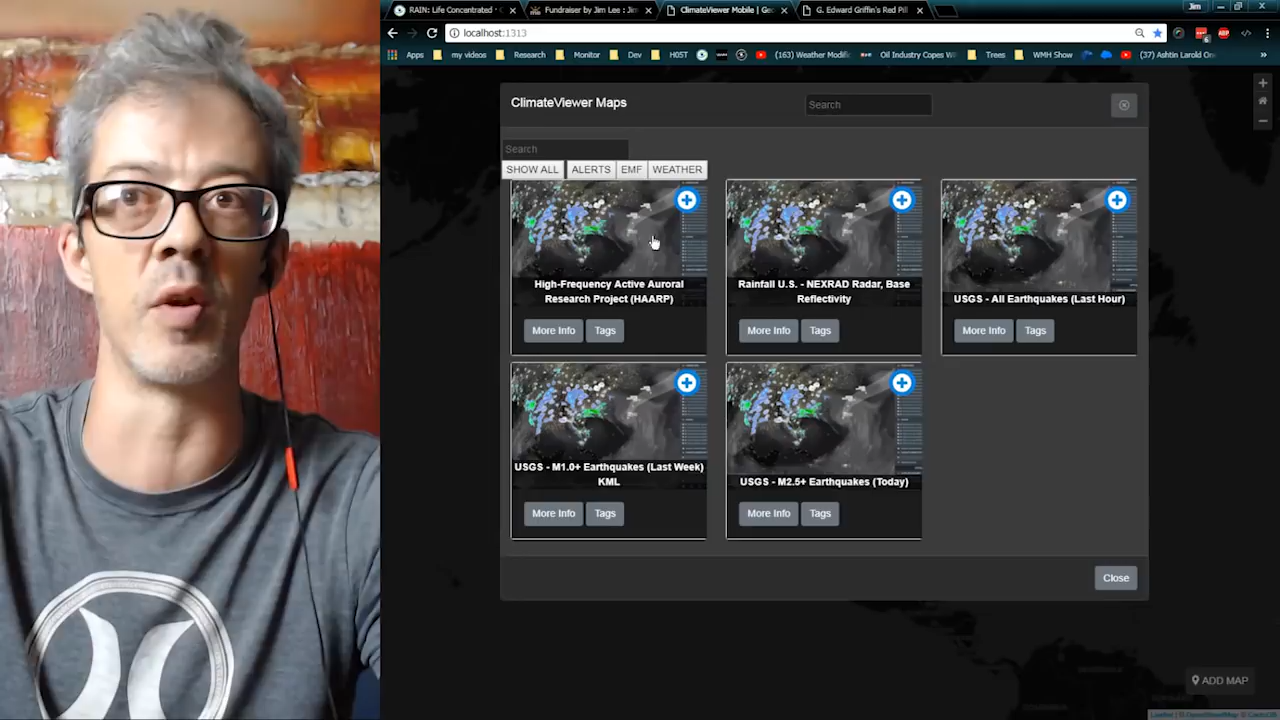 RAIN: Life Concentrated
Fundraiser by Jim Lee : Jim
ClimateViewer Mobile | Geo
G. Edward Griffin's Red Pill
Jim
localhost:1313
Apps
my videos
Research
Monitor
Dev
H05T
(163) Weather Modifi
Oil Industry Copes W
Trees
WMH Show
(37) Ashtin Larold One
ClimateViewer Maps
Search
Search
SHOW ALL
ALERTS
EMF
WEATHER
High-Frequency Active Auroral
Research Project (HAARP)
More Info
Tags
Rainfall U.S. - NEXRAD Radar, Base
Reflectivity
More Info
Tags
USGS - All Earthquakes (Last Hour)
More Info
Tags
USGS - M1.0+ Earthquakes (Last Week)
KML
More Info
Tags
USGS - M2.5+ Earthquakes (Today)
More Info
Tags
Close
ADD MAP